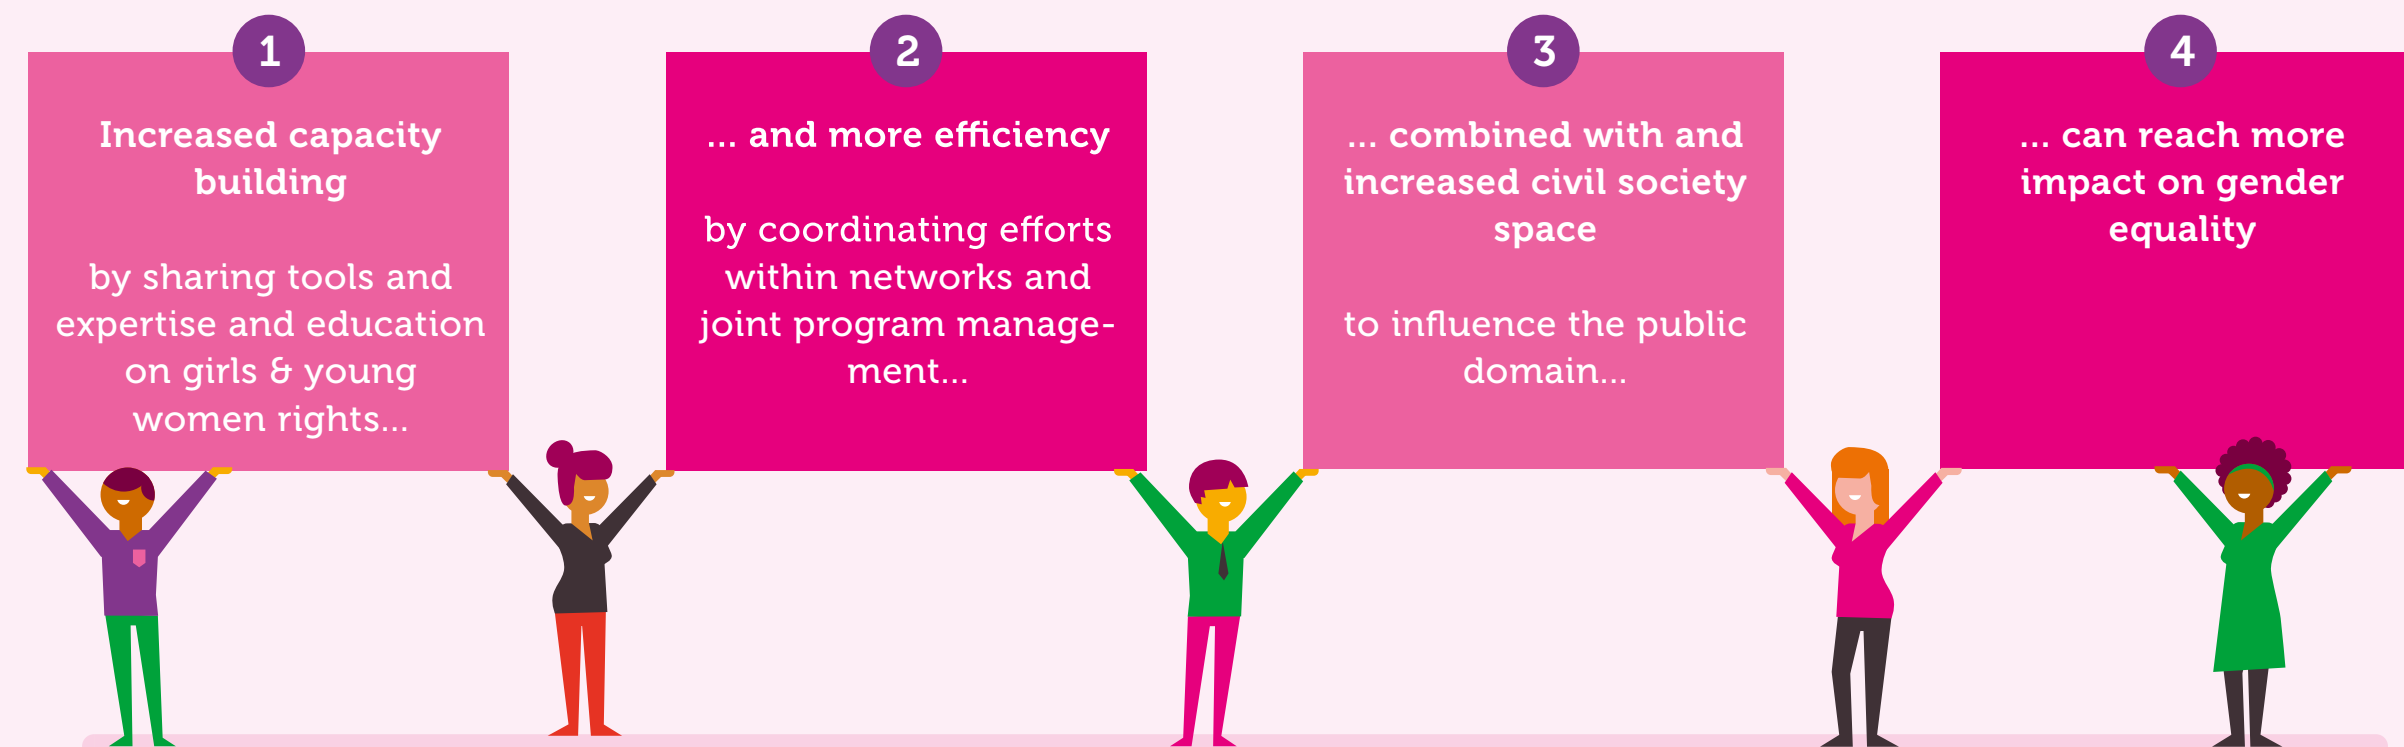 1
Increased capacity
building
by sharing tools and
expertise and education
on girls & young
women rights...
2
... and more efficiency
by coordinating efforts
within networks and
joint program manage-
ment...
3
... combined with and
increased civil society
space
to influence the public
domain...
4
... can reach more
impact on gender
equality